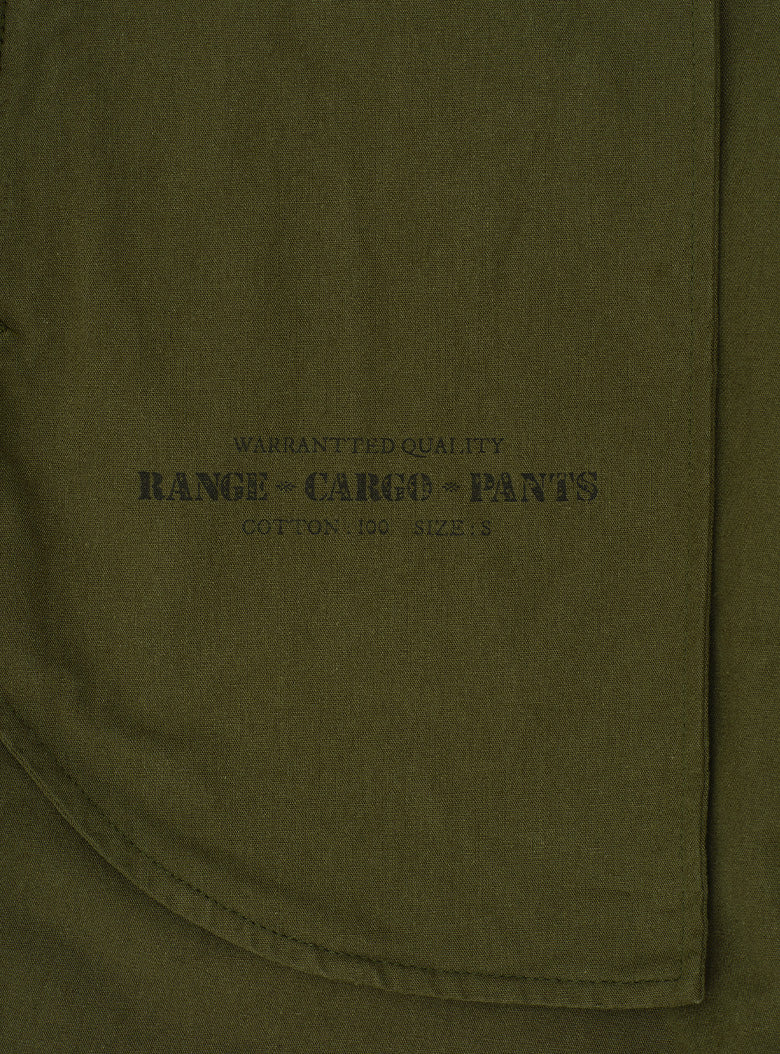 WARRANTTED QUALITY
RANGE - CARGO - PANTS
COTTON : 100 SIZE : S